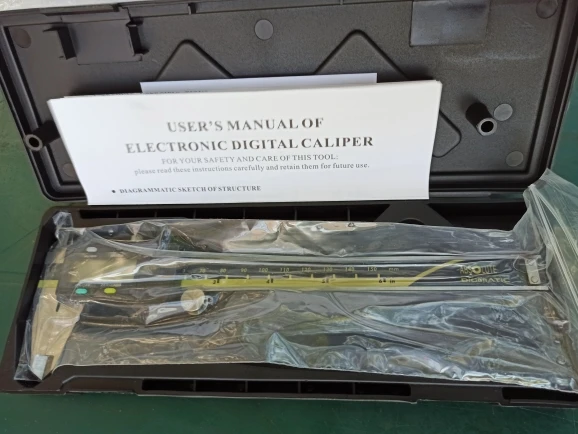 USER'S MANUAL OF
ELECTRONIC DIGITAL CALIPER
FOR YOUR SAFETY AND CARE OF THIS TOOL:
please read these instructions carefully and retain them for future use.
● DIAGRAMMATIC SKETCH OF STRUCTURE